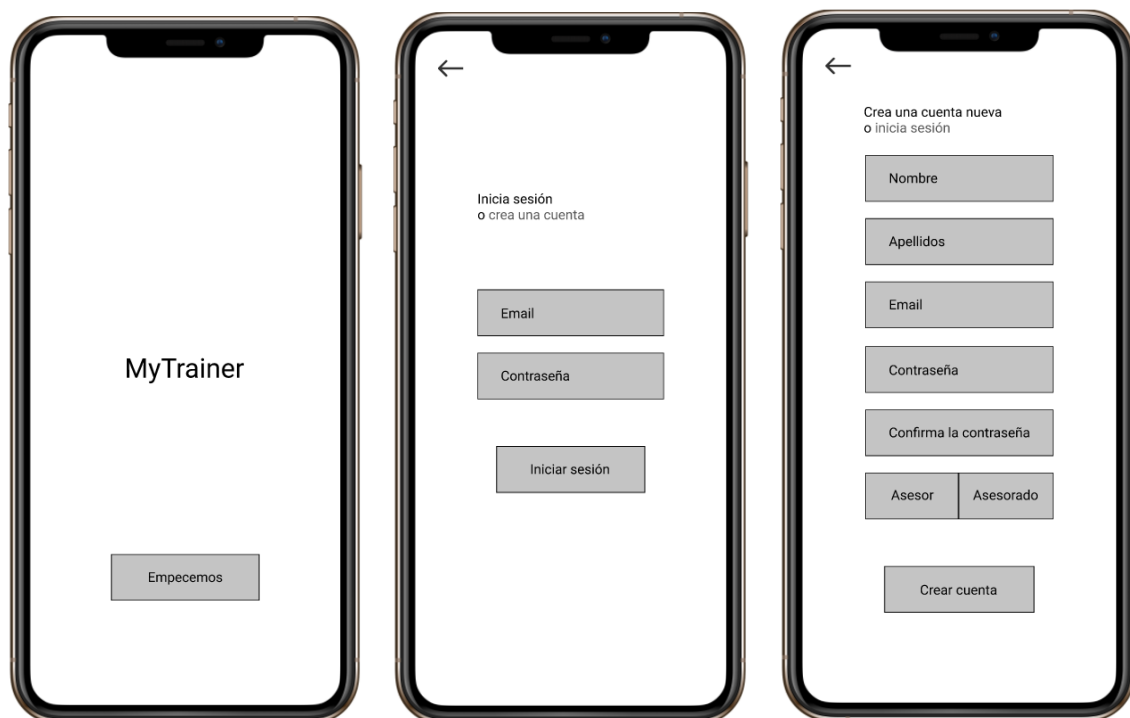 MyTrainer
Empecemos
Inicia sesión
o crea una cuenta
Email
Contraseña
Iniciar sesión
Crea una cuenta nueva
o inicia sesión
Nombre
Apellidos
Email
Contraseña
Confirma la contraseña
Asesor Asesorado
Crear cuenta